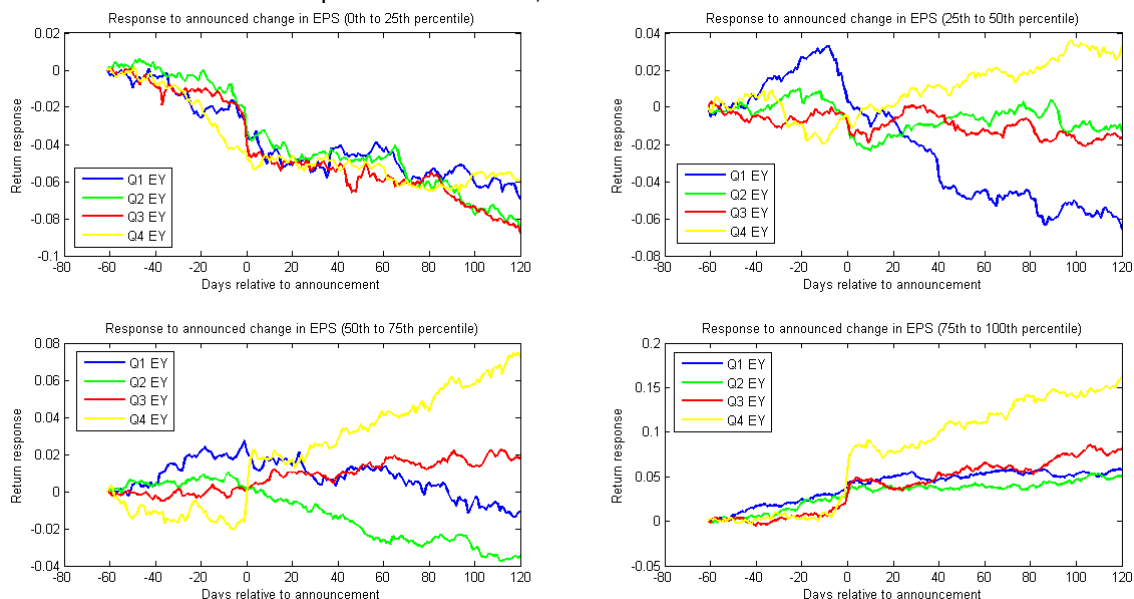 Response to announced change in EPS (0th to 25th percentile)
0.02
0
-0.02
-0.04
-0.06
-0.08
-0.1
Return response
Q1 EY
Q2 EY
Q3 EY
Q4 EY
-80 -60 -40 -20 0 20 40 60 80 100 120
Days relative to announcement
Response to announced change in EPS (25th to 50th percentile)
0.04
0.02
0
-0.02
-0.04
-0.06
-0.08
Return response
Q1 EY
Q2 EY
Q3 EY
Q4 EY
-80 -60 -40 -20 0 20 40 60 80 100 120
Days relative to announcement
Response to announced change in EPS (50th to 75th percentile)
0.08
0.06
0.04
0.02
0
-0.02
-0.04
Return response
Q1 EY
Q2 EY
Q3 EY
Q4 EY
-80 -60 -40 -20 0 20 40 60 80 100 120
Days relative to announcement
Response to announced change in EPS (75th to 100th percentile)
0.2
0.15
0.1
0.05
0
-0.05
Return response
Q1 EY
Q2 EY
Q3 EY
Q4 EY
-80 -60 -40 -20 0 20 40 60 80 100 120
Days relative to announcement